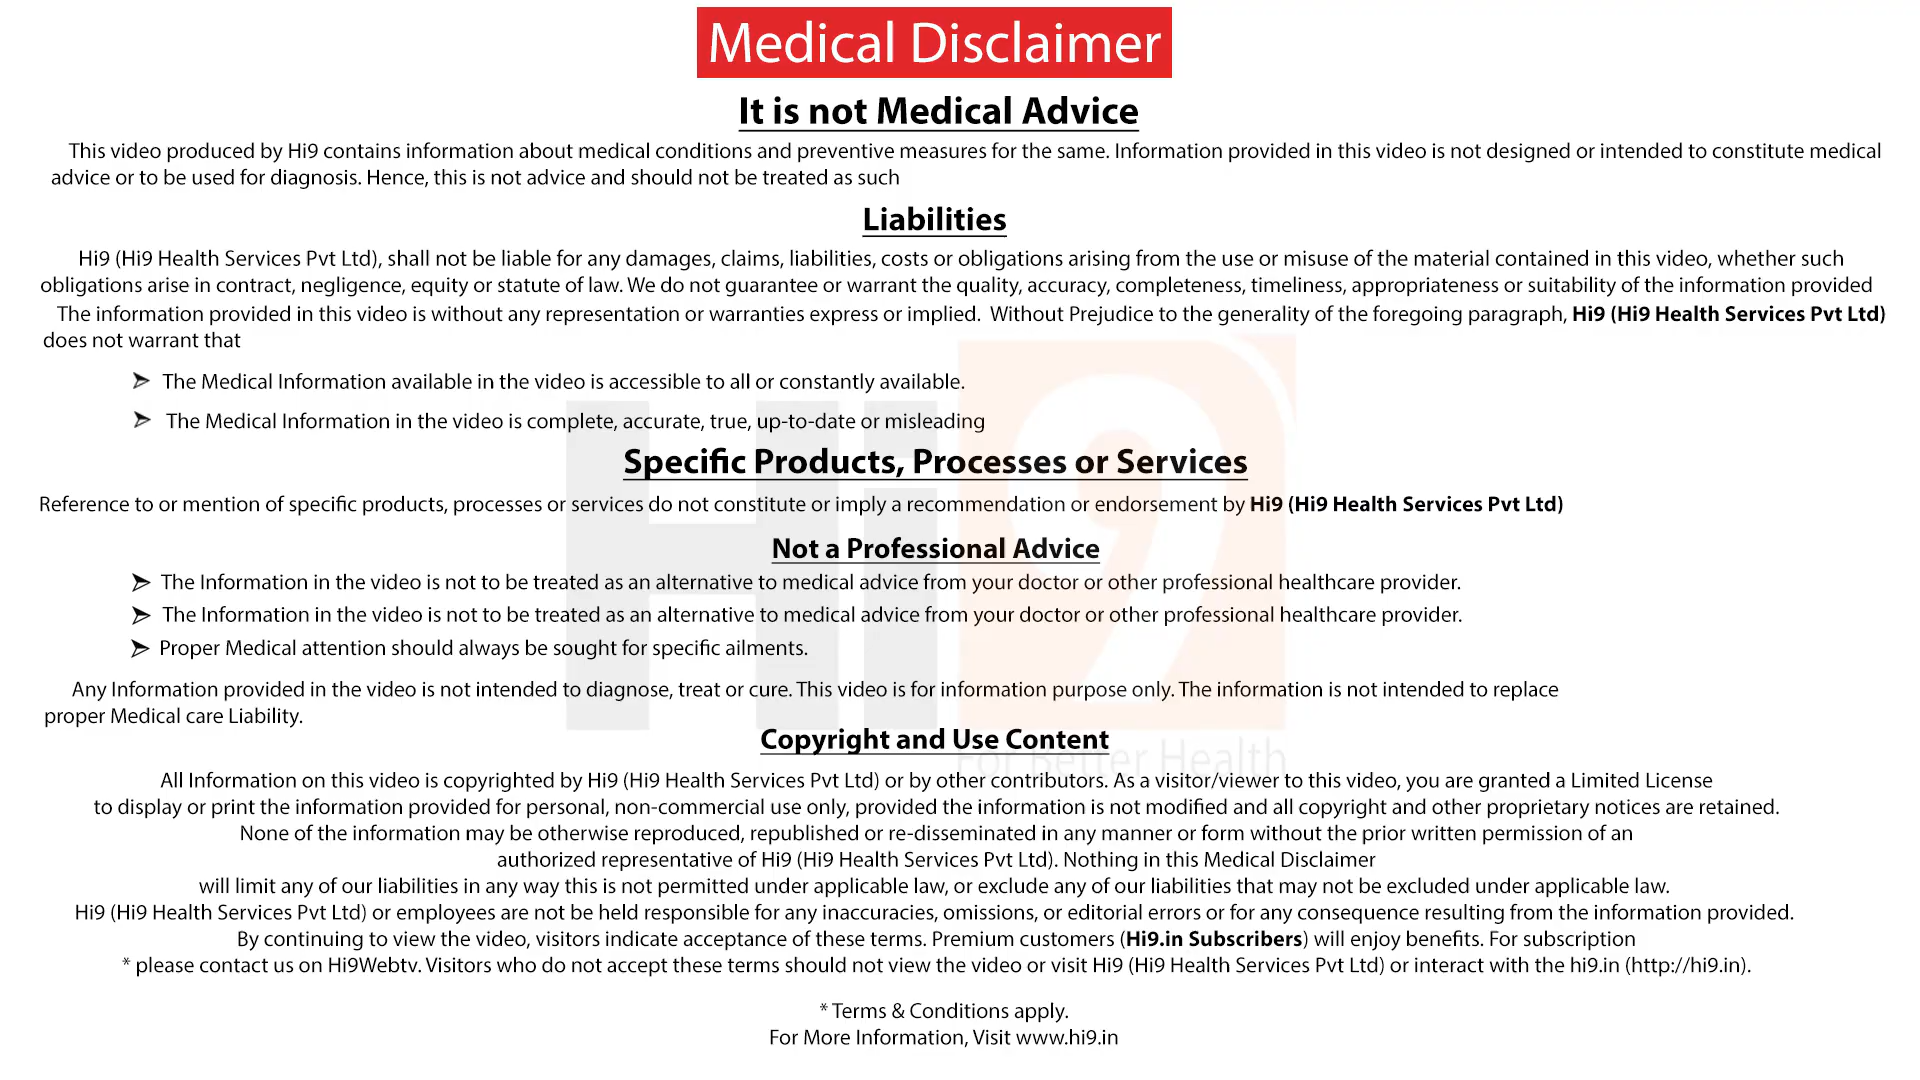 Medical Disclaimer
It is not Medical Advice
This video produced by Hi9 contains information about medical conditions and preventive measures for the same. Information provided in this video is not designed or intended to constitute medical
advice or to be used for diagnosis. Hence, this is not advice and should not be treated as such
Liabilities
Hi9 (Hi9 Health Services Pvt Ltd), shall not be liable for any damages, claims, liabilities, costs or obligations arising from the use or misuse of the material contained in this video, whether such
obligations arise in contract, negligence, equity or statute of law. We do not guarantee or warrant the quality, accuracy, completeness, timeliness, appropriateness or suitability of the information provided
The information provided in this video is without any representation or warranties express or implied. Without Prejudice to the generality of the foregoing paragraph, Hi9 (Hi9 Health Services Pvt Ltd)
does not warrant that
➢ The Medical Information available in the video is accessible to all or constantly available.
➢ The Medical Information in the video is complete, accurate, true, up-to-date or misleading
Specific Products, Processes or Services
Reference to or mention of specific products, processes or services do not constitute or imply a recommendation or endorsement by Hi9 (Hi9 Health Services Pvt Ltd)
Not a Professional Advice
➢ The Information in the video is not to be treated as an alternative to medical advice from your doctor or other professional healthcare provider.
➢ The Information in the video is not to be treated as an alternative to medical advice from your doctor or other professional healthcare provider.
➢ Proper Medical attention should always be sought for specific ailments.
Any Information provided in the video is not intended to diagnose, treat or cure. This video is for information purpose only. The information is not intended to replace
proper Medical care Liability.
Hi9
For Better Health
Copyright and Use Content
All Information on this video is copyrighted by Hi9 (Hi9 Health Services Pvt Ltd) or by other contributors. As a visitor/viewer to this video, you are granted a Limited License
to display or print the information provided for personal, non-commercial use only, provided the information is not modified and all copyright and other proprietary notices are retained.
None of the information may be otherwise reproduced, republished or re-disseminated in any manner or form without the prior written permission of an
authorized representative of Hi9 (Hi9 Health Services Pvt Ltd). Nothing in this Medical Disclaimer
will limit any of our liabilities in any way this is not permitted under applicable law, or exclude any of our liabilities that may not be excluded under applicable law.
Hi9 (Hi9 Health Services Pvt Ltd) or employees are not be held responsible for any inaccuracies, omissions, or editorial errors or for any consequence resulting from the information provided.
By continuing to view the video, visitors indicate acceptance of these terms. Premium customers (Hi9.in Subscribers) will enjoy benefits. For subscription
* please contact us on Hi9Webtv. Visitors who do not accept these terms should not view the video or visit Hi9 (Hi9 Health Services Pvt Ltd) or interact with the hi9.in (http://hi9.in).
* Terms & Conditions apply.
For More Information, Visit www.hi9.in